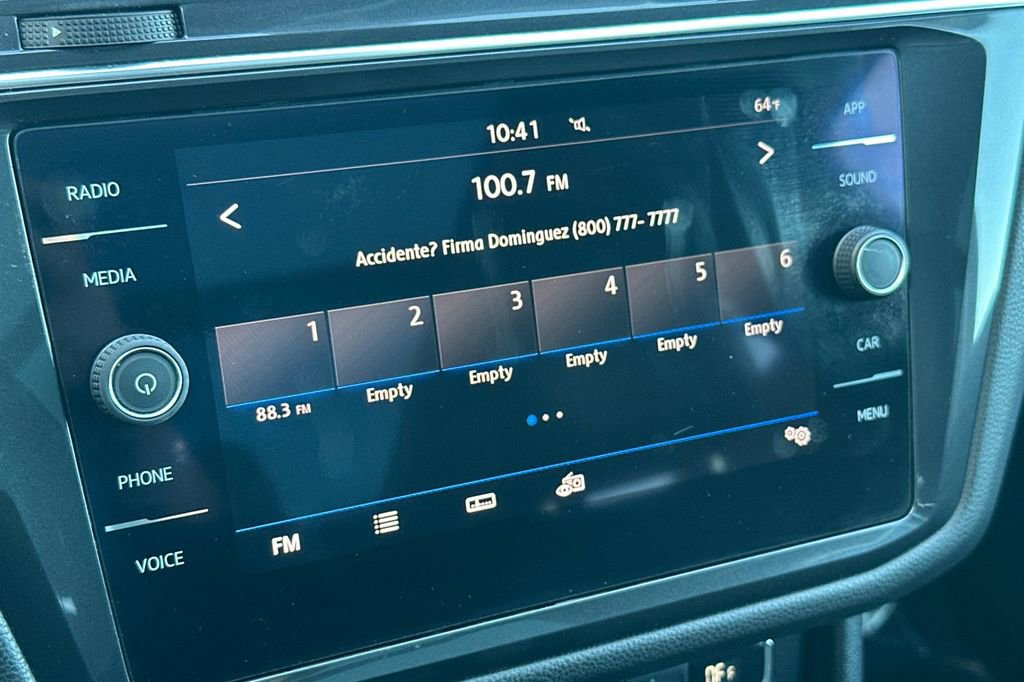 10:41
64°F
APP
RADIO
SOUND
100.7 FM
MEDIA
Accidente? Firma Dominguez (800) 777-7777
1
2
3
4
5
6
88.3 FM
Empty
Empty
Empty
Empty
Empty
CAR
MENU
PHONE
FM
VOICE
OFF